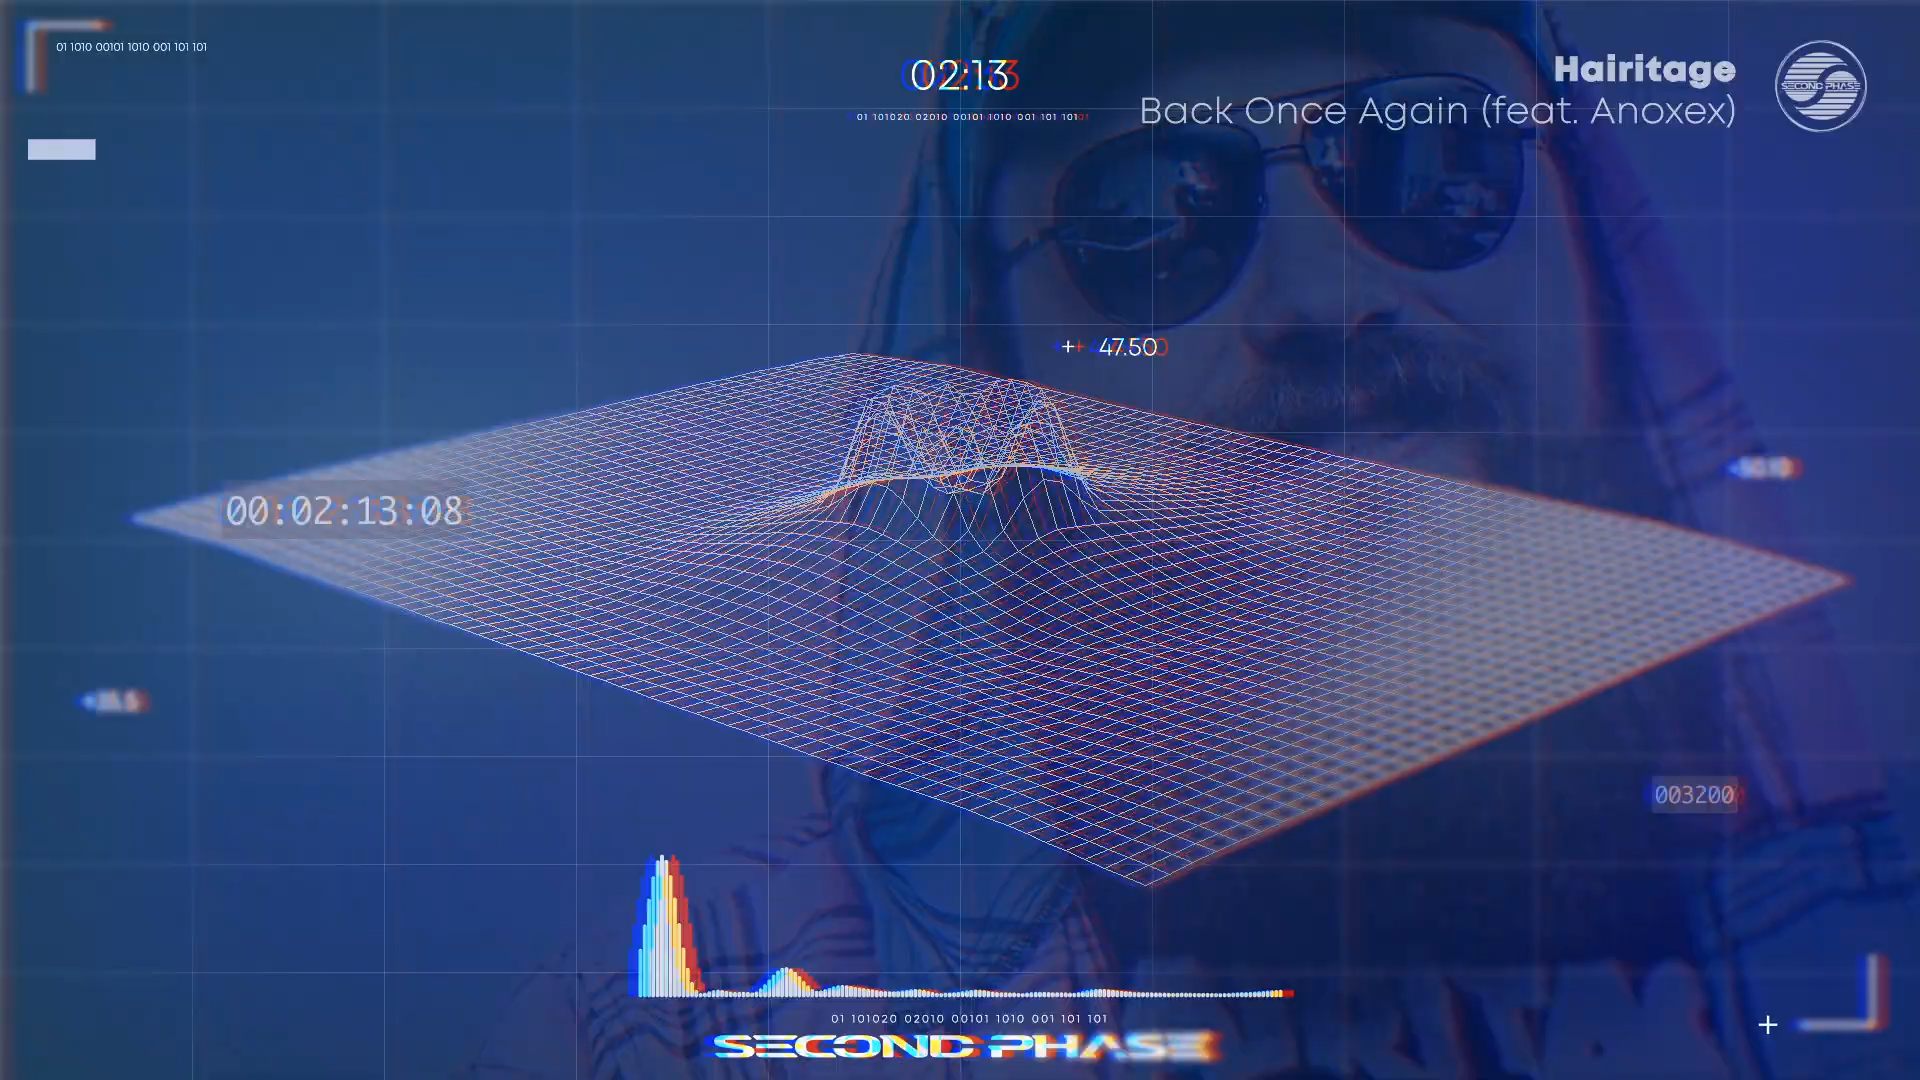 01 1010 00101 1010 001 101 101
02:13
01 101020 02010 00101 1010 001 101 101
Hairitage
Back Once Again (feat. Anoxex)
SECOND PHASE
+ 47.50
00:02:13:08
003200
01 101020 02010 00101 1010 001 101 101
SECOND PHASE